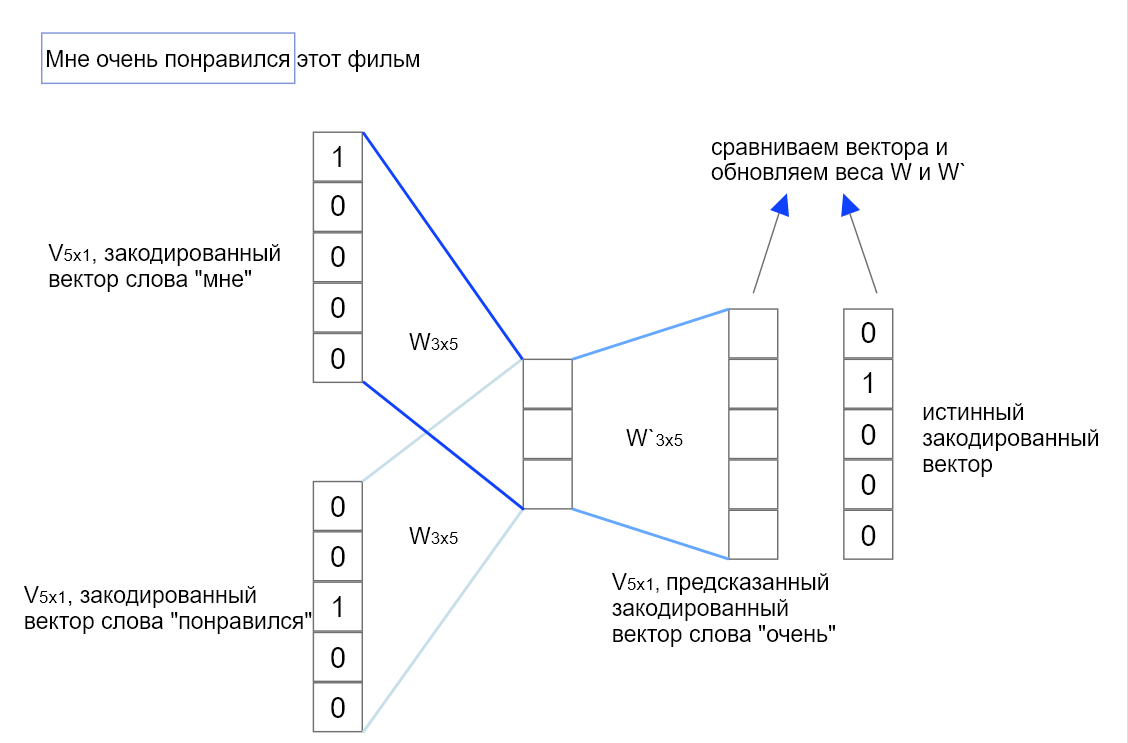 Мне очень понравился этот фильм
1
0
0
0
0
V5x1, закодированный
вектор слова "мне"
W3x5
сравниваем вектора и
обновляем веса W и W`
0
1
0
0
0
истинный
закодированный
вектор
W`3x5
0
0
1
0
0
W3x5
V5x1, закодированный
вектор слова "понравился"
V5x1, предсказанный
закодированный
вектор слова "очень"